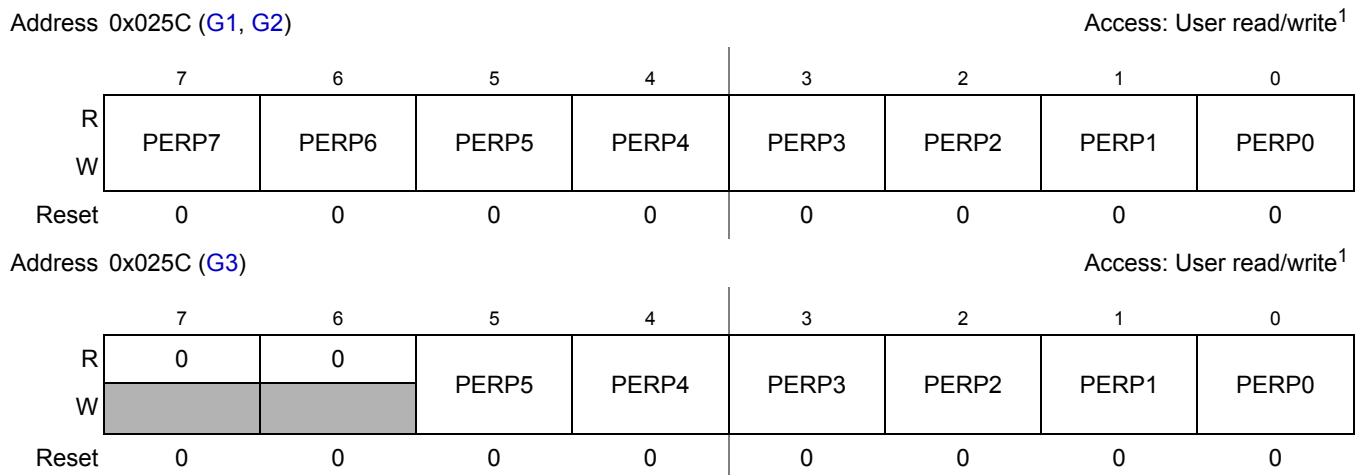 Address 0x025C (G1, G2) Access: User read/write1
7 6 5 4 3 2 1 0
R
PERP7 PERP6 PERP5 PERP4 PERP3 PERP2 PERP1 PERP0
W
Reset 0 0 0 0 0 0 0 0
Address 0x025C (G3) Access: User read/write1
7 6 5 4 3 2 1 0
R 0 0
PERP5 PERP4 PERP3 PERP2 PERP1 PERP0
W
Reset 0 0 0 0 0 0 0 0